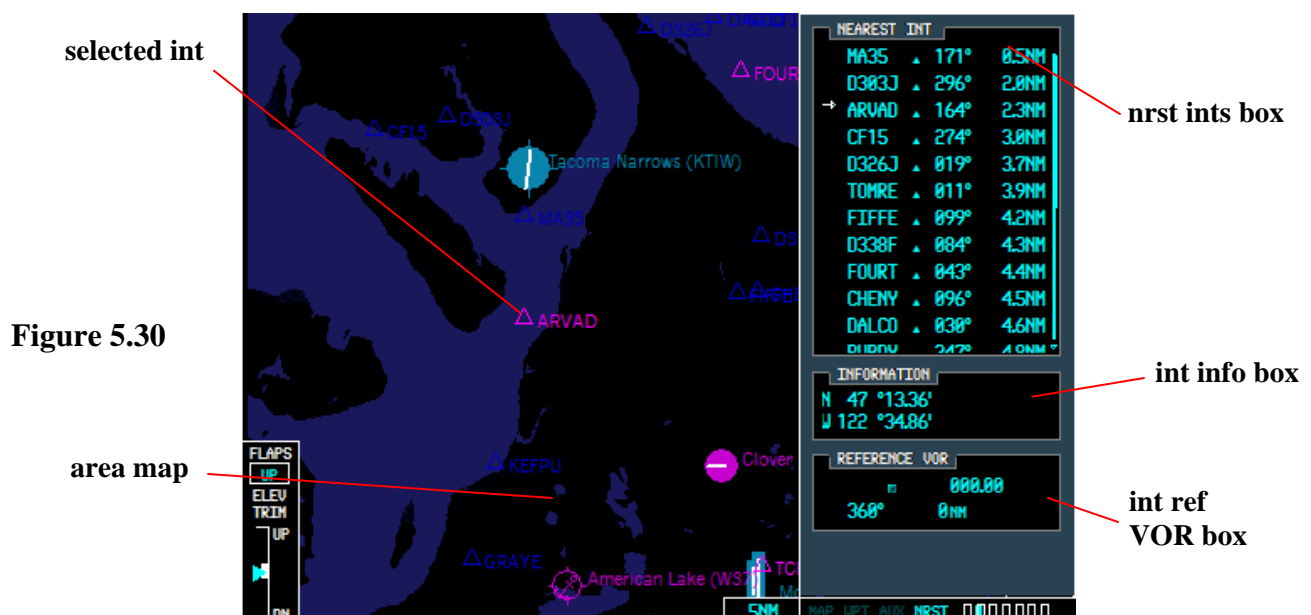 selected int
nrst ints box
Figure 5.30
int info box
area map
int ref
VOR box
FOUR
D303J
CF15
Tacoma Narrows (KTIW)
MA35
D3
ARVAD
KEFPU
Clover
GRAYE
American Lake (W37
TC
FLAPS
UP
ELEV
TRIM
UP
DN
5NM
NEAREST INT
MA35 171° 0.5NM
D303J 296° 2.0NM
ARVAD 164° 2.3NM
CF15 274° 3.0NM
D326J 019° 3.7NM
TOMRE 011° 3.9NM
FIFFE 099° 4.2NM
D338F 084° 4.3NM
FOURT 043° 4.4NM
CHENY 096° 4.5NM
DALCO 030° 4.6NM
INFORMATION
N 47 °13.36'
W 122 °34.86'
REFERENCE VOR
000.00
360° 0NM
MAP WPT AUX NRST